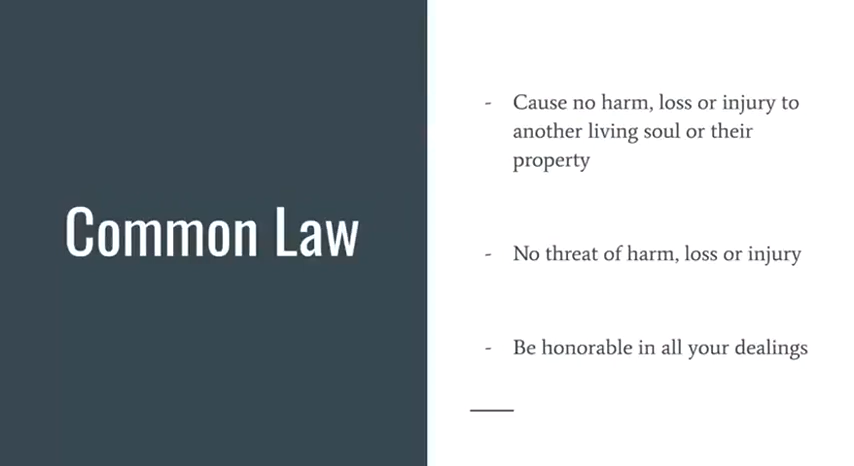 Common Law
- Cause no harm, loss or injury to
another living soul or their
property
- No threat of harm, loss or injury
- Be honorable in all your dealings